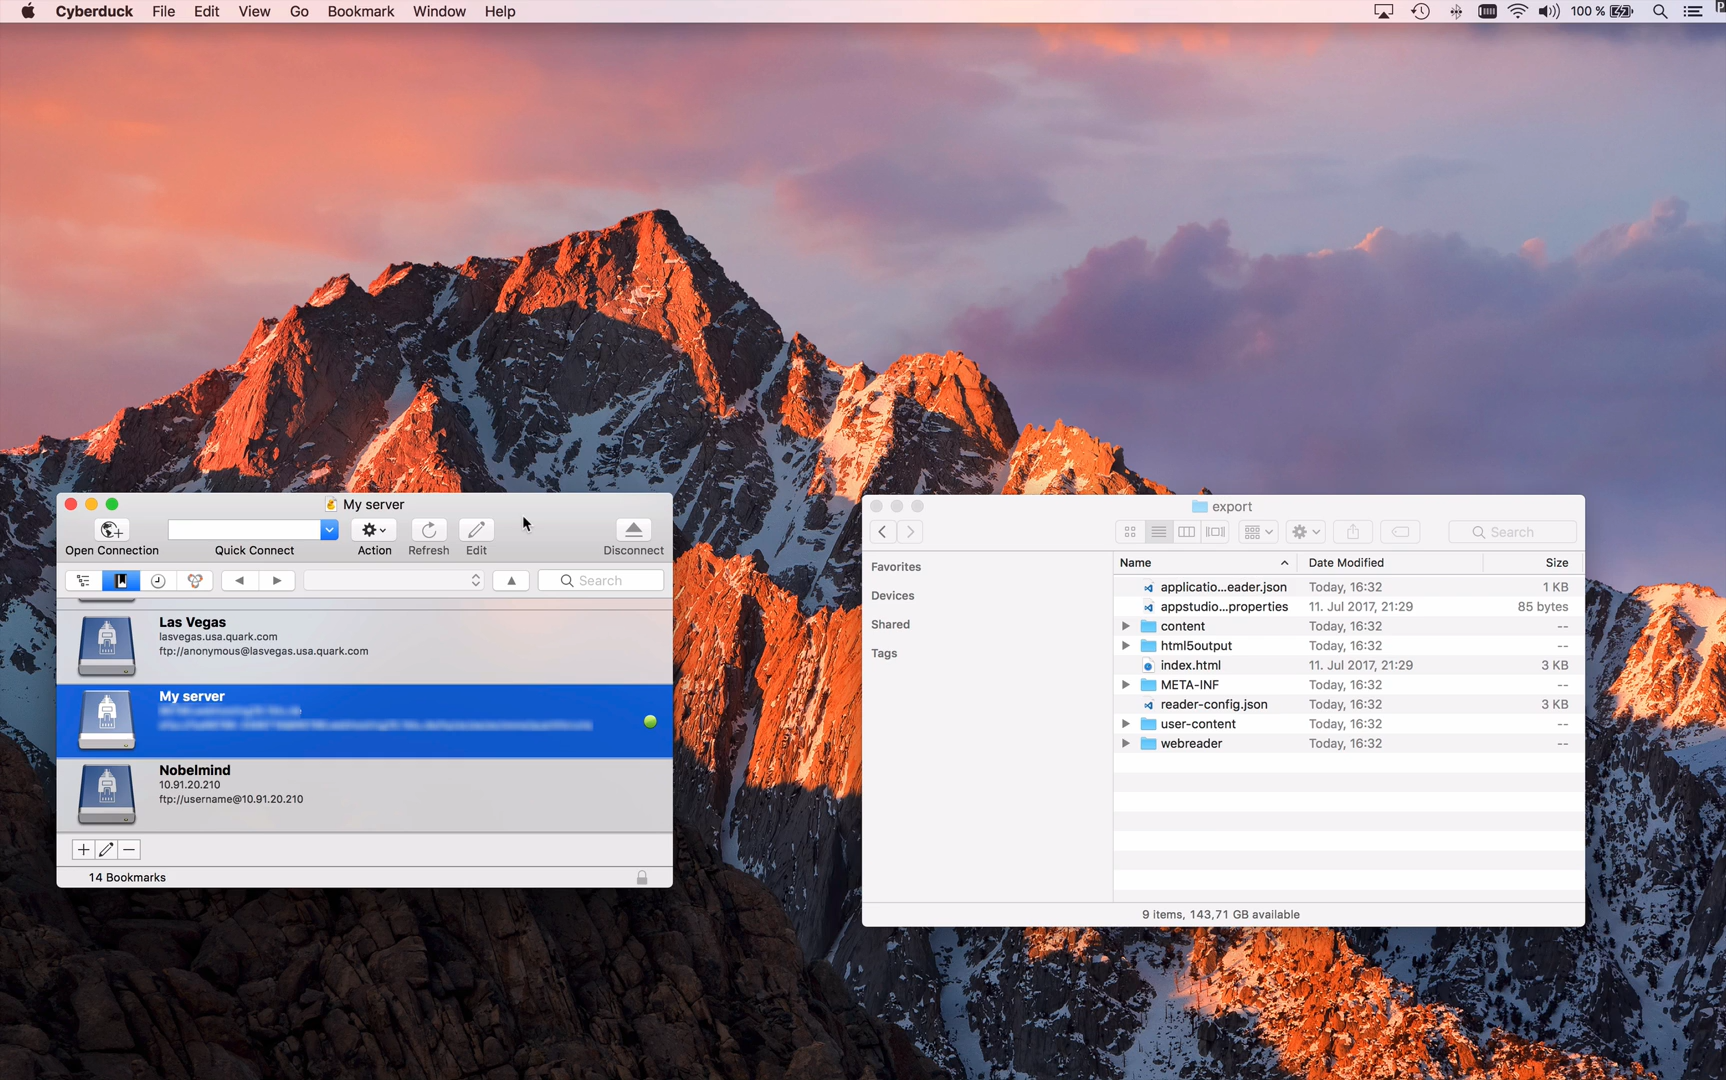 Cyberduck File Edit View Go Bookmark Window Help
100 %
My server
Open Connection
Quick Connect
Action
Refresh
Edit
Disconnect
Search
Las Vegas
lasvegas.usa.quark.com
ftp://anonymous@lasvegas.usa.quark.com
My server
Nobelmind
10.91.20.210
ftp://username@10.91.20.210
14 Bookmarks
export
Search
Favorites
Devices
Shared
Tags
Name Date Modified Size
applicatio...eader.json Today, 16:32 1 KB
appstudio...properties 11. Jul 2017, 21:29 85 bytes
content Today, 16:32 --
html5output Today, 16:32 --
index.html 11. Jul 2017, 21:29 3 KB
META-INF Today, 16:32 --
reader-config.json Today, 16:32 3 KB
user-content Today, 16:32 --
webreader Today, 16:32 --
9 items, 143,71 GB available